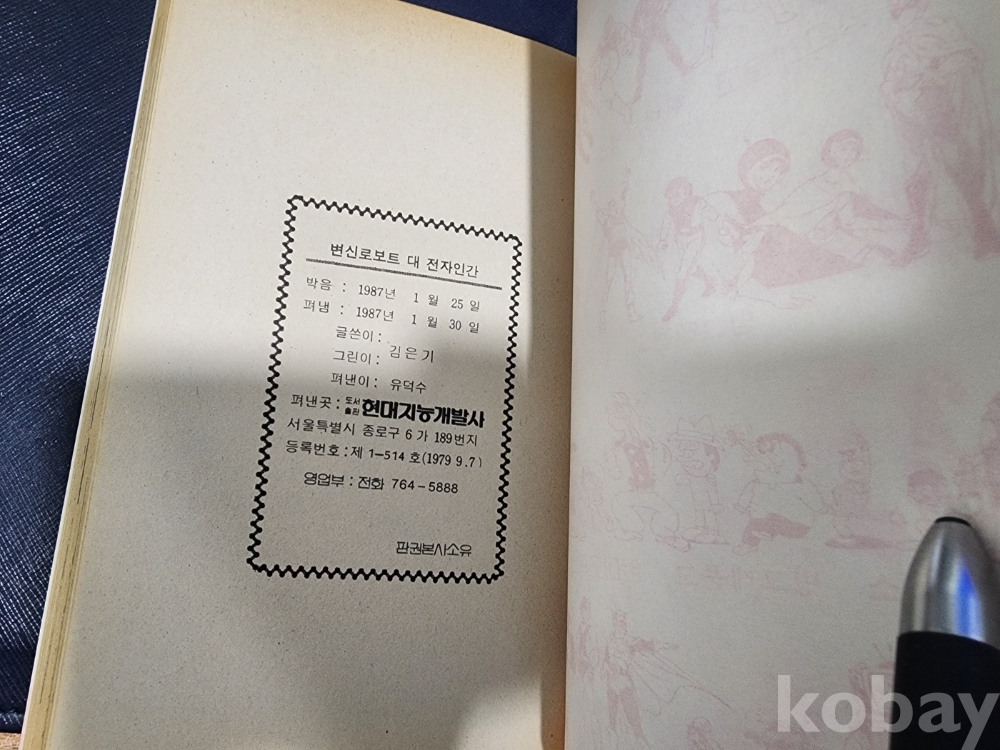 변신로보트 대 전자인간
박음 : 1987년 1 월 25 일
펴냄 : 1987년 1 월 30 일
글쓴이 :
김은기
그린이 :
펴낸이 : 유덕수
펴낸곳 : 도서출판 현대지능개발사
서울특별시 종로구 6 가 189 번지
등록번호 : 제 1-514 호 (1979 9. 7)
영업부 : 전화 764-5888
판권본사소유
kobay